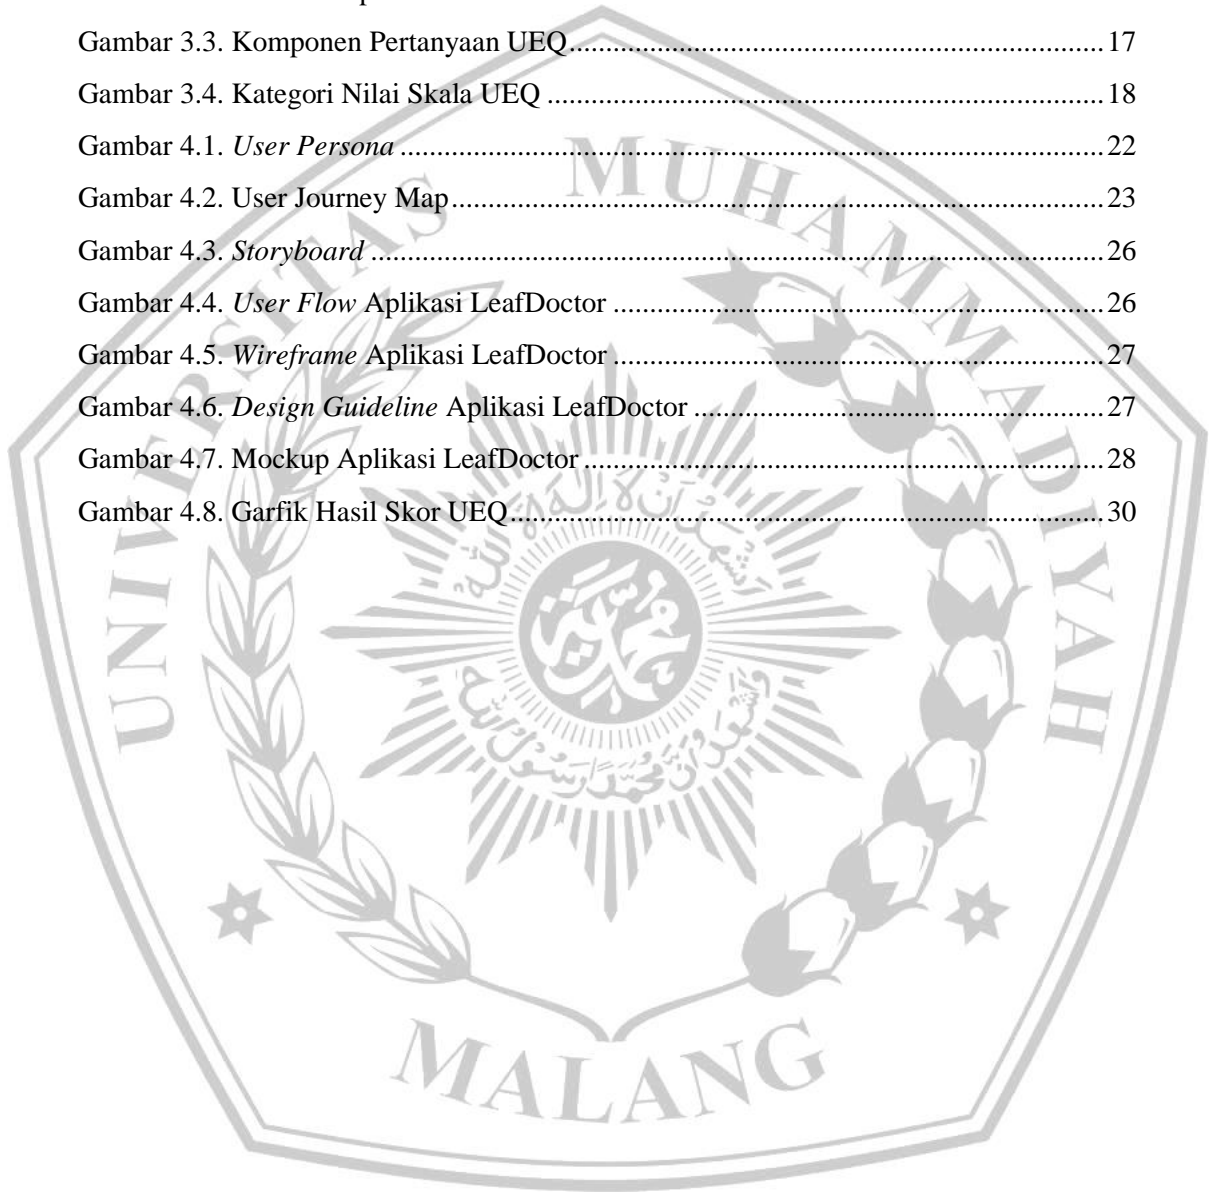 Gambar 3.3. Komponen Pertanyaan UEQ.......................................................................... 17
Gambar 3.4. Kategori Nilai Skala UEQ ............................................................................. 18
Gambar 4.1. User Persona ................................................................................................. 22
Gambar 4.2. User Journey Map.......................................................................................... 23
Gambar 4.3. Storyboard ..................................................................................................... 26
Gambar 4.4. User Flow Aplikasi LeafDoctor .................................................................... 26
Gambar 4.5. Wireframe Aplikasi LeafDoctor .................................................................... 27
Gambar 4.6. Design Guideline Aplikasi LeafDoctor ......................................................... 27
Gambar 4.7. Mockup Aplikasi LeafDoctor ........................................................................ 28
Gambar 4.8. Garfik Hasil Skor UEQ.................................................................................. 30
UNIVERSITAS MUHAMMADIYAH
MALANG